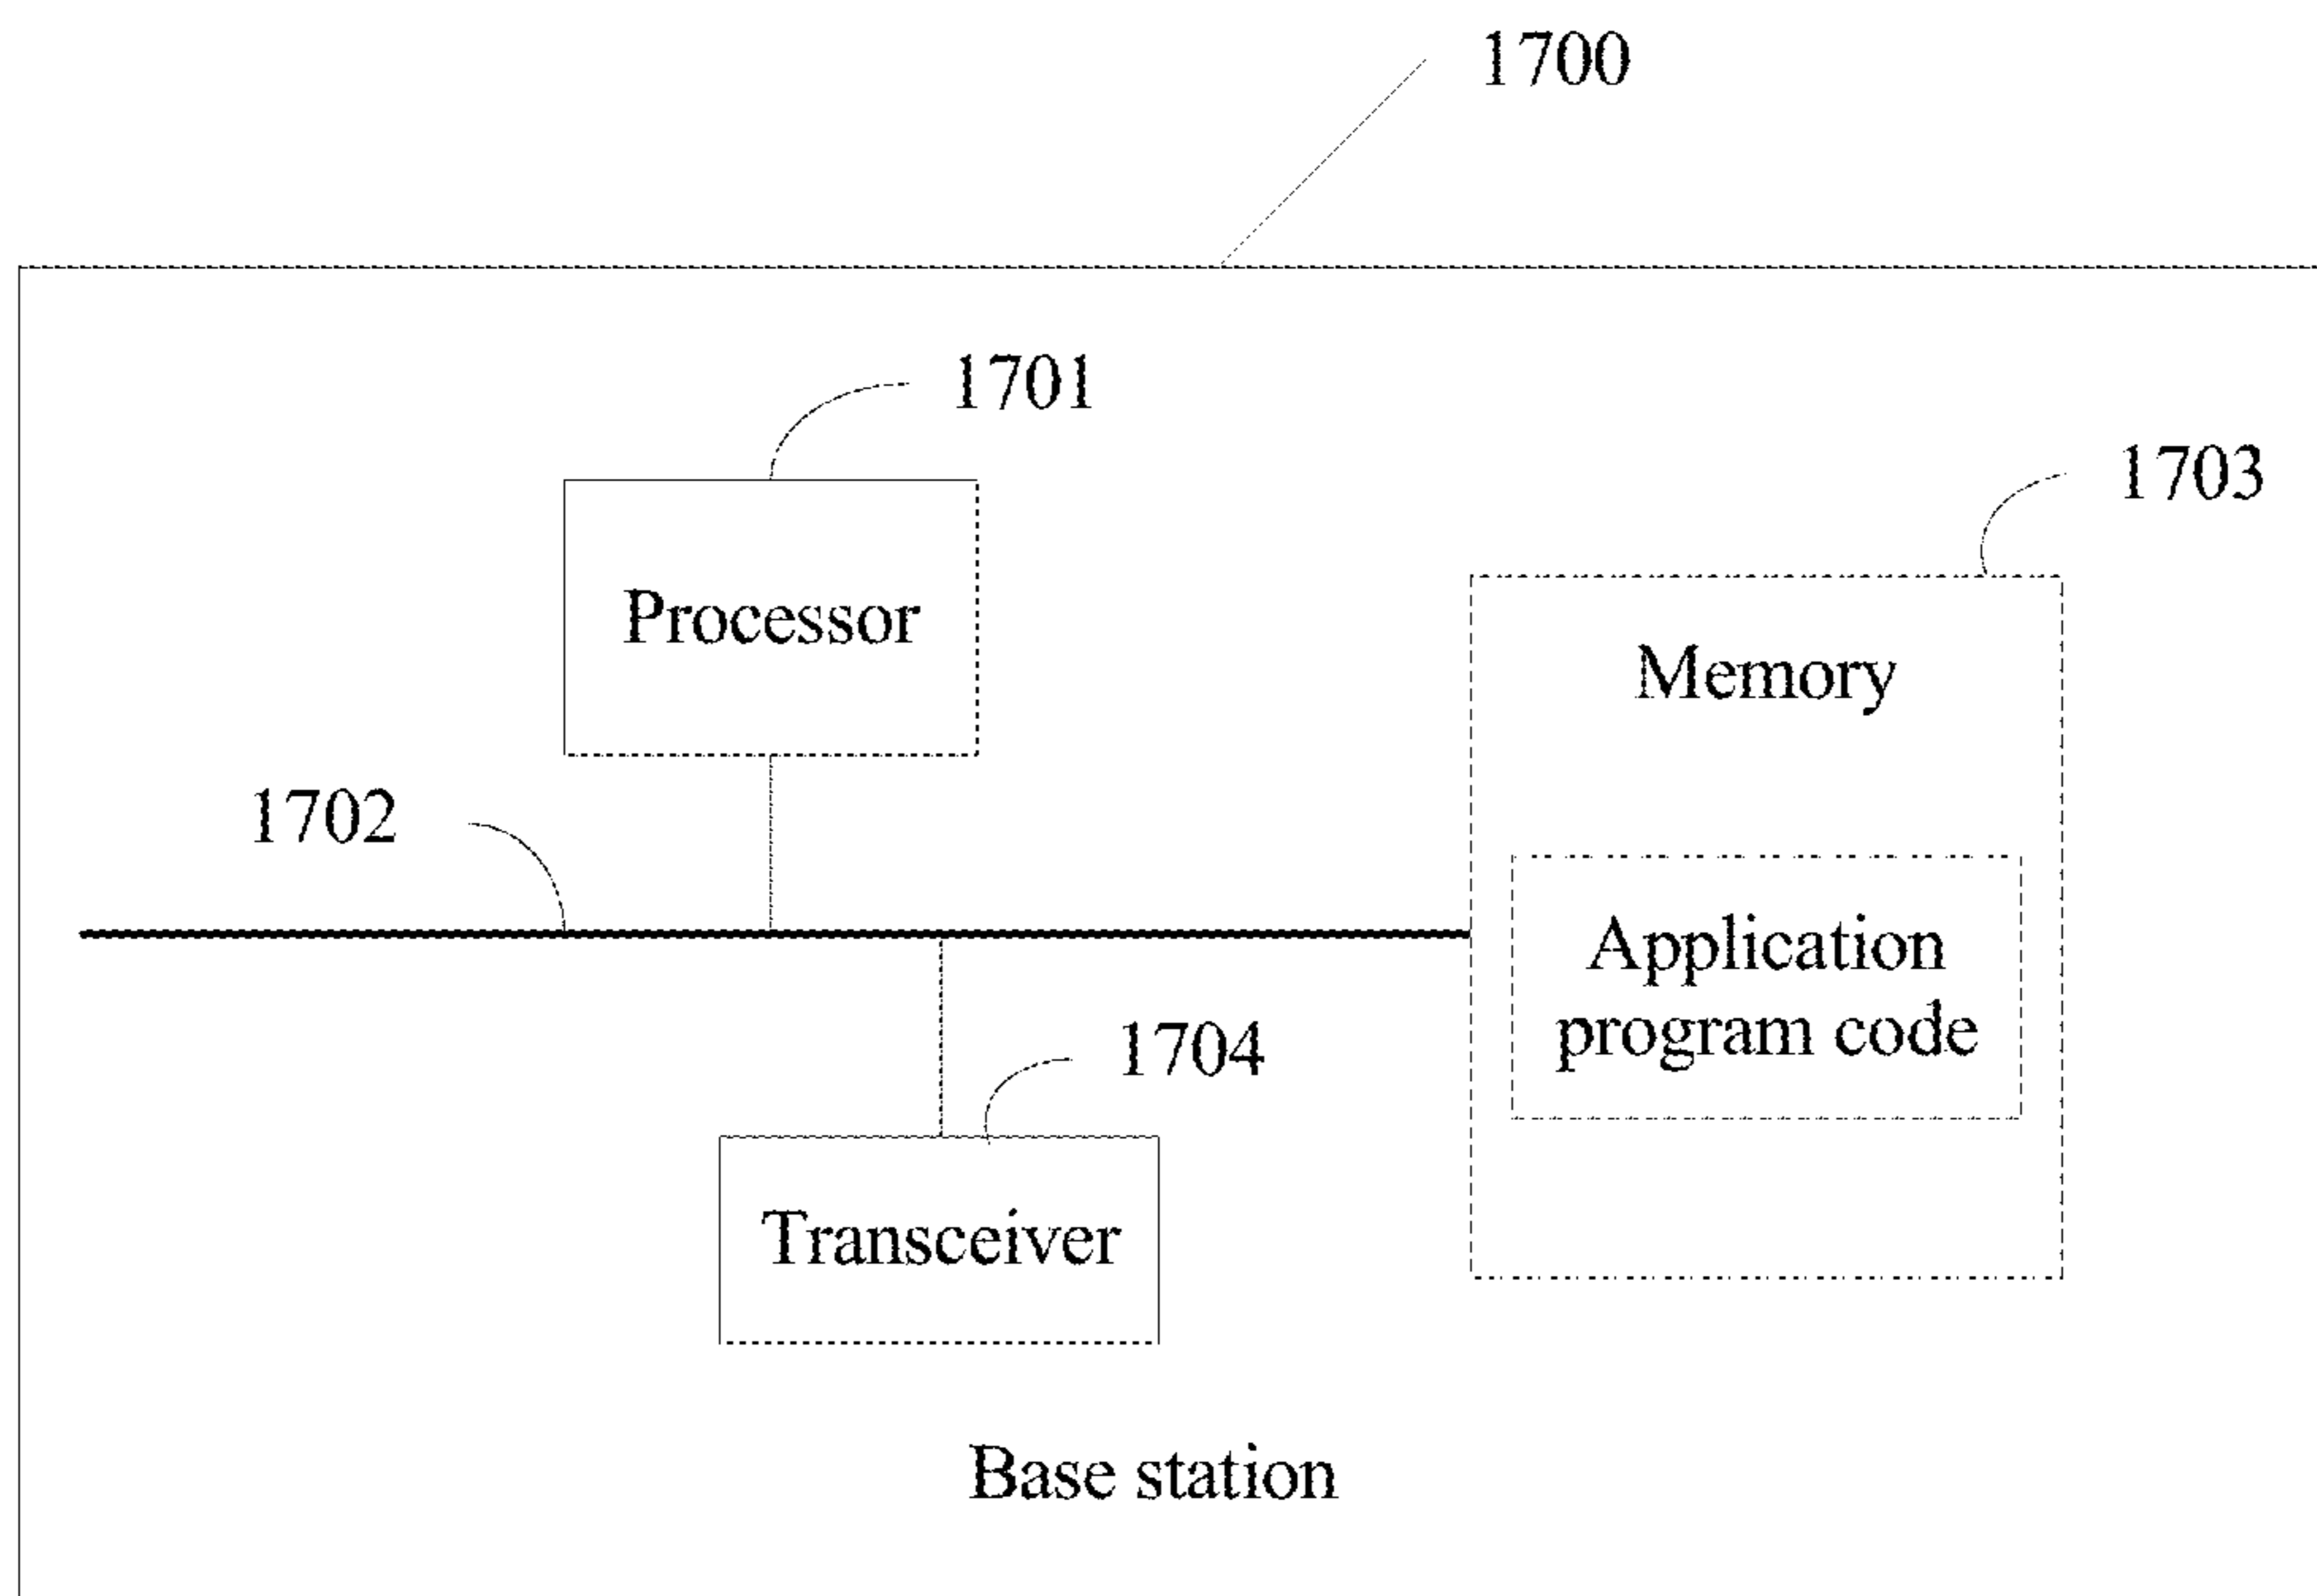 1700
1701
1703
Processor
Memory
1702
Application
program code
1704
Transceiver
Base station